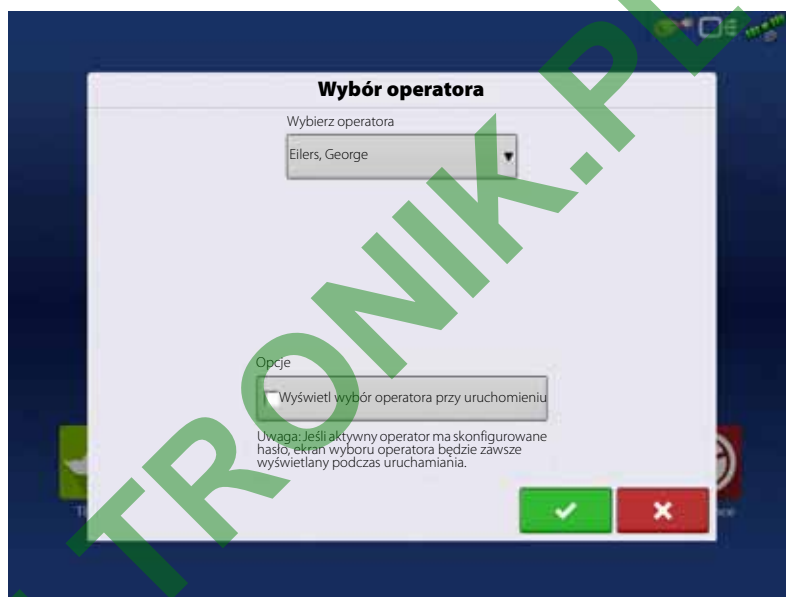 Wybór operatora
Wybierz operatora
Eilers, George
Opcje
Wyświetl wybór operatora przy uruchomieniu
Uwaga: Jeśli aktywny operator ma skonfigurowane
hasło, ekran wyboru operatora będzie zawsze
wyświetlany podczas uruchamiania.
TRONIK.PL